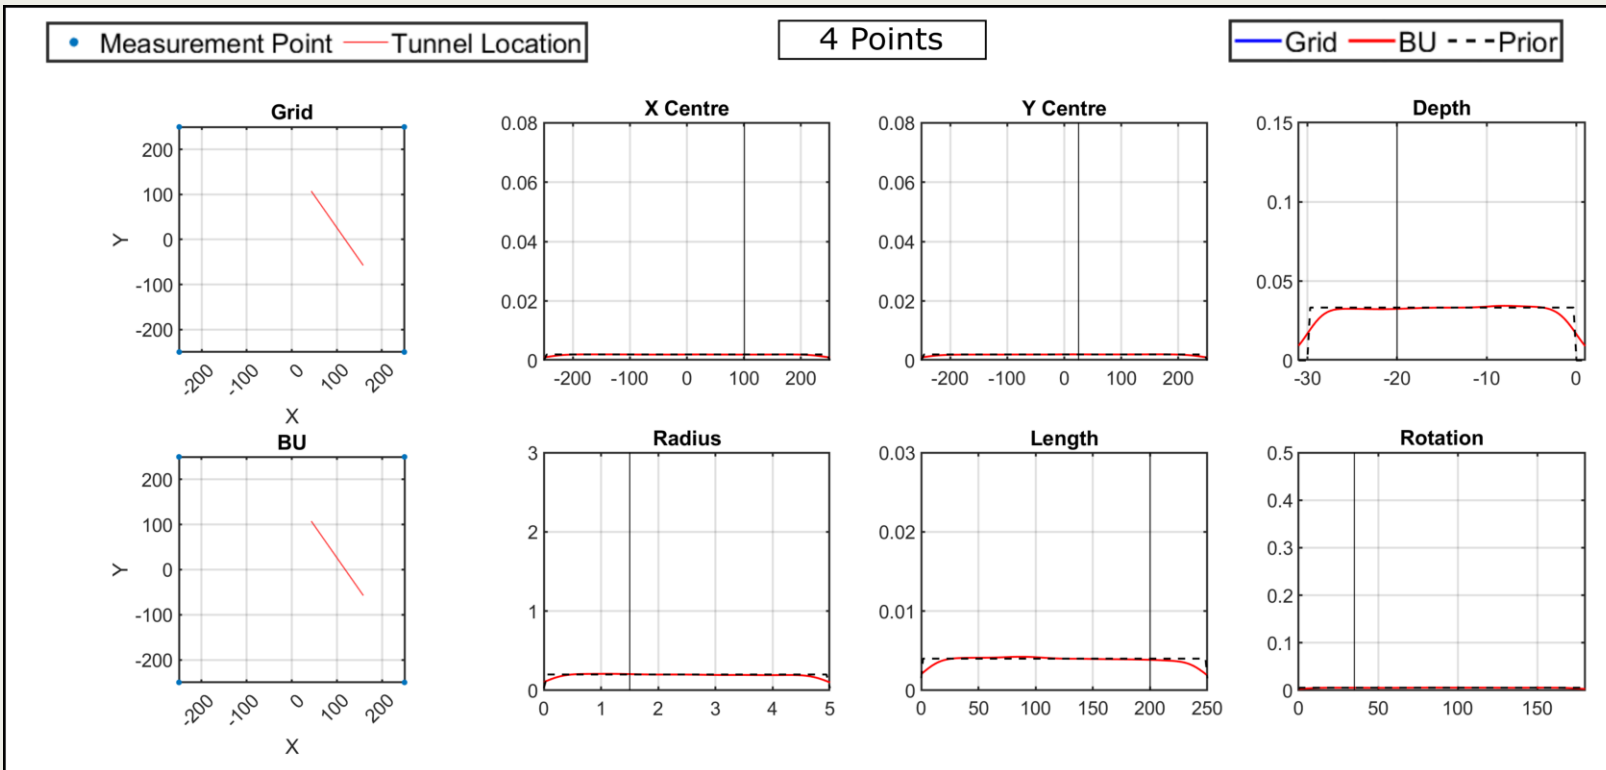 Measurement Point Tunnel Location
4 Points
Grid BU Prior
Grid
200
100
0
-100
-200
Y
-200 -100 0 100 200
X
X Centre
0.08
0.06
0.04
0.02
0
-200 -100 0 100 200
Y Centre
0.08
0.06
0.04
0.02
0
-200 -100 0 100 200
Depth
0.15
0.1
0.05
0
-30 -20 -10 0
BU
200
100
0
-100
-200
Y
-200 -100 0 100 200
X
Radius
3
2
1
0
0 1 2 3 4 5
Length
0.03
0.02
0.01
0
0 50 100 150 200 250
Rotation
0.5
0.4
0.3
0.2
0.1
0
0 50 100 150